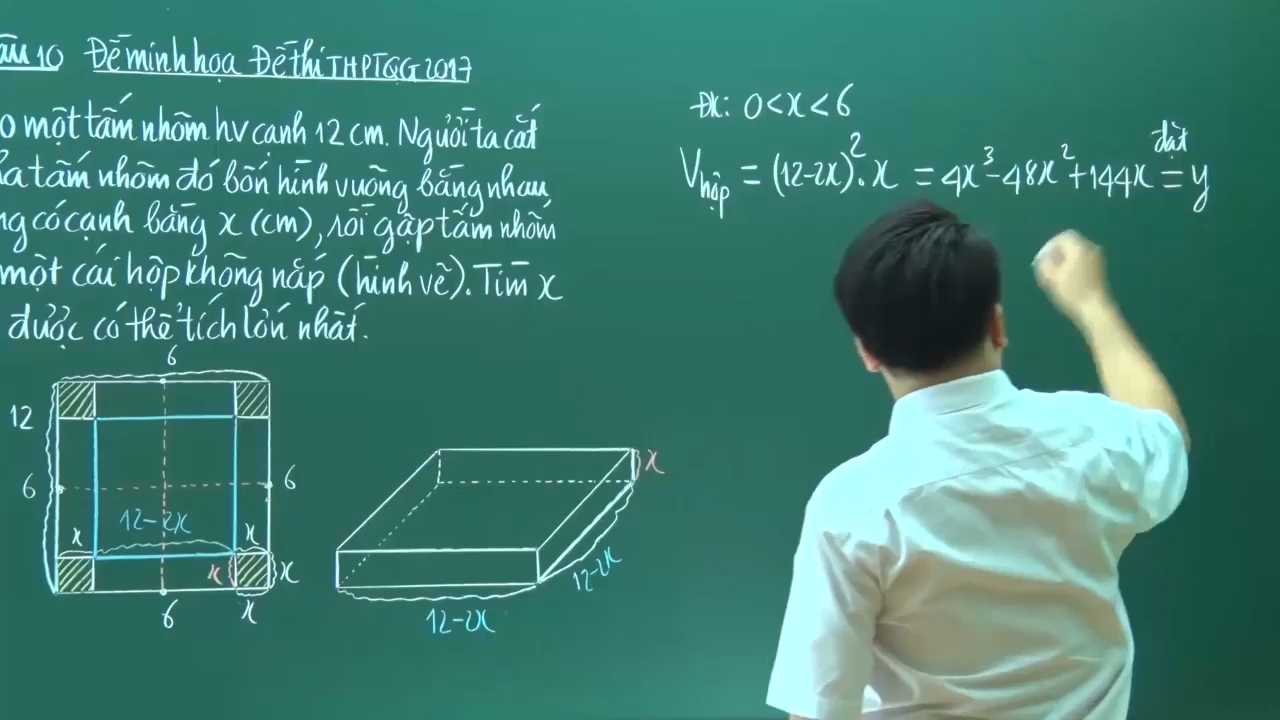 âu 10 Đề minh họa Đề thi THPTQG 2017
o một tấm nhôm hv cạnh 12 cm. Người ta cắt
ủa tấm nhôm đó bốn hình vuông bằng nhau
ng có cạnh bằng x (cm), rồi gập tấm nhôm
một cái hộp không nắp (hình vẽ). Tìm x
được có thể tích lớn nhất.
ĐK: 0 < x < 6
V hộp = (12-2x)².x = 4x³-48x²+144x đặt = y
6
12
6
6
12-2x
x
x
x
x
x
6
x
12-2x
12-2x